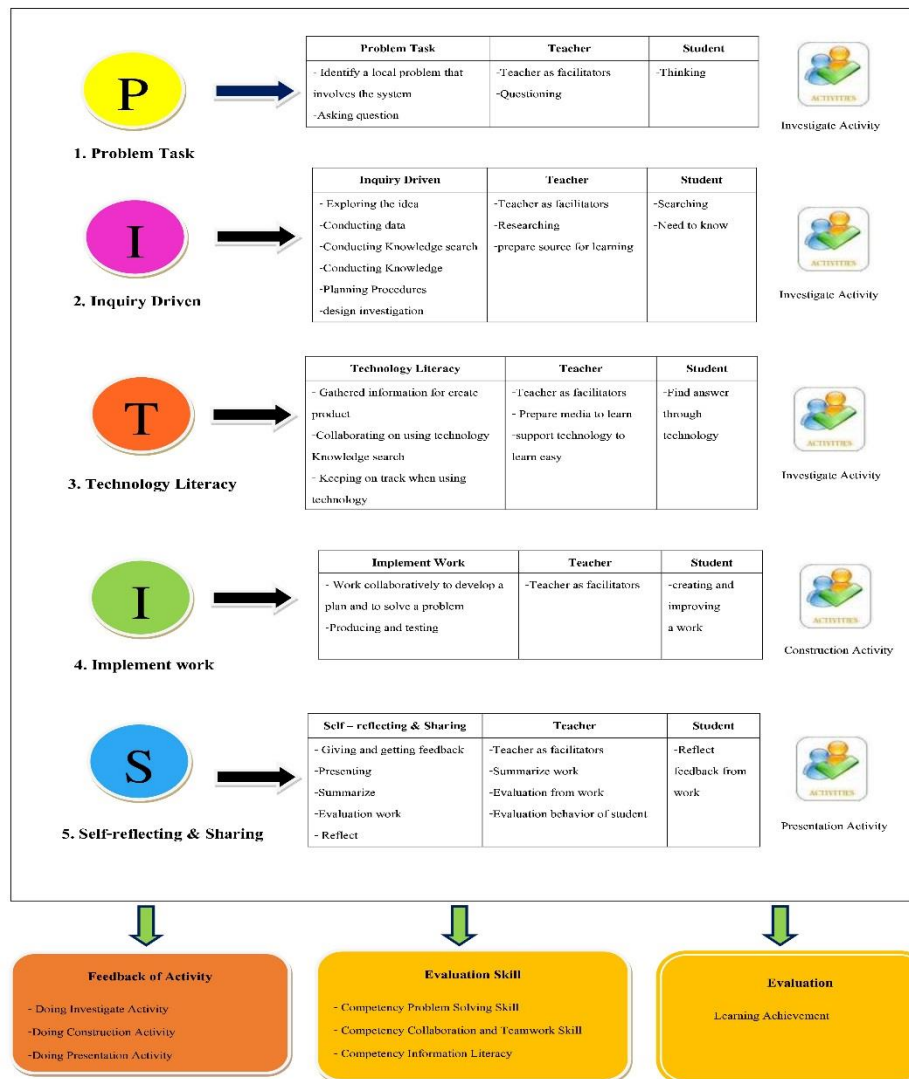 P
1. Problem Task
Problem Task
- Identify a local problem that
involves the system
-Asking question
Teacher
-Teacher as facilitators
-Questioning
Student
-Thinking
ACTIVITIES
Investigate Activity
I
2. Inquiry Driven
Inquiry Driven
- Exploring the idea
-Conducting data
-Conducting Knowledge search
-Conducting Knowledge
-Planning Procedures
-design investigation
Teacher
-Teacher as facilitators
-Researching
-prepare source for learning
Student
-Searching
-Need to know
ACTIVITIES
Investigate Activity
T
3. Technology Literacy
Technology Literacy
- Gathered information for create
product
-Collaborating on using technology
Knowledge search
- Keeping on track when using
technology
Teacher
-Teacher as facilitators
- Prepare media to learn
-support technology to
learn easy
Student
-Find answer
through
technology
ACTIVITIES
Investigate Activity
I
4. Implement work
Implement Work
- Work collaboratively to develop a
plan and to solve a problem
-Producing and testing
Teacher
-Teacher as facilitators
Student
-creating and
improving
a work
ACTIVITIES
Construction Activity
S
5. Self-reflecting & Sharing
Self – reflecting & Sharing
- Giving and getting feedback
-Presenting
-Summarize
-Evaluation work
- Reflect
Teacher
-Teacher as facilitators
-Summarize work
-Evaluation from work
-Evaluation behavior of student
Student
-Reflect
feedback from
work
ACTIVITIES
Presentation Activity
Feedback of Activity
- Doing Investigate Activity
-Doing Construction Activity
-Doing Presentation Activity
Evaluation Skill
- Competency Problem Solving Skill
- Competency Collaboration and Teamwork Skill
- Competency Information Literacy
Evaluation
Learning Achievement